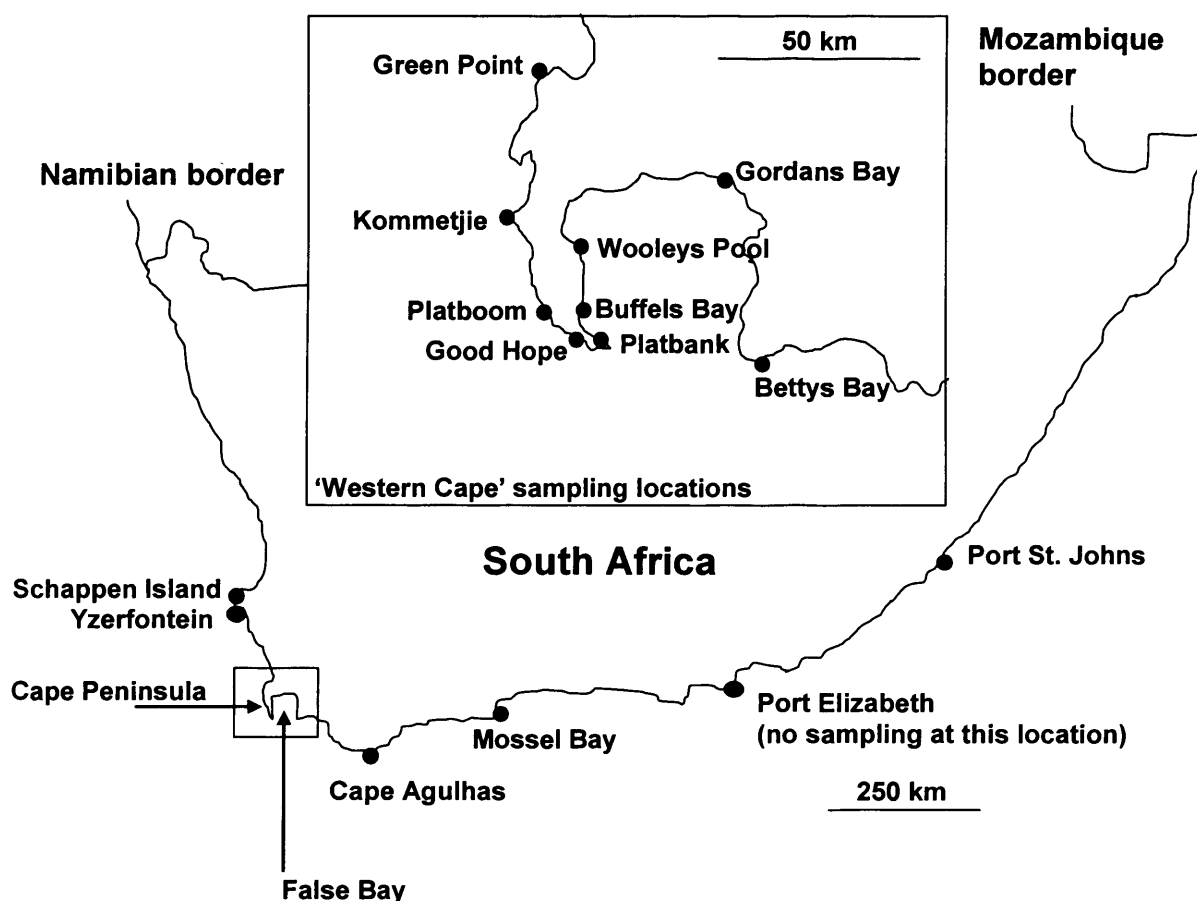 50 km
Mozambique
border
Green Point
Namibian border
Gordans Bay
Kommetjie
Wooleys Pool
Platboom
Buffels Bay
Good Hope
Platbank
Bettys Bay
'Western Cape' sampling locations
South Africa
Port St. Johns
Schappen Island
Yzerfontein
Cape Peninsula
Port Elizabeth
(no sampling at this location)
Mossel Bay
Cape Agulhas
250 km
False Bay